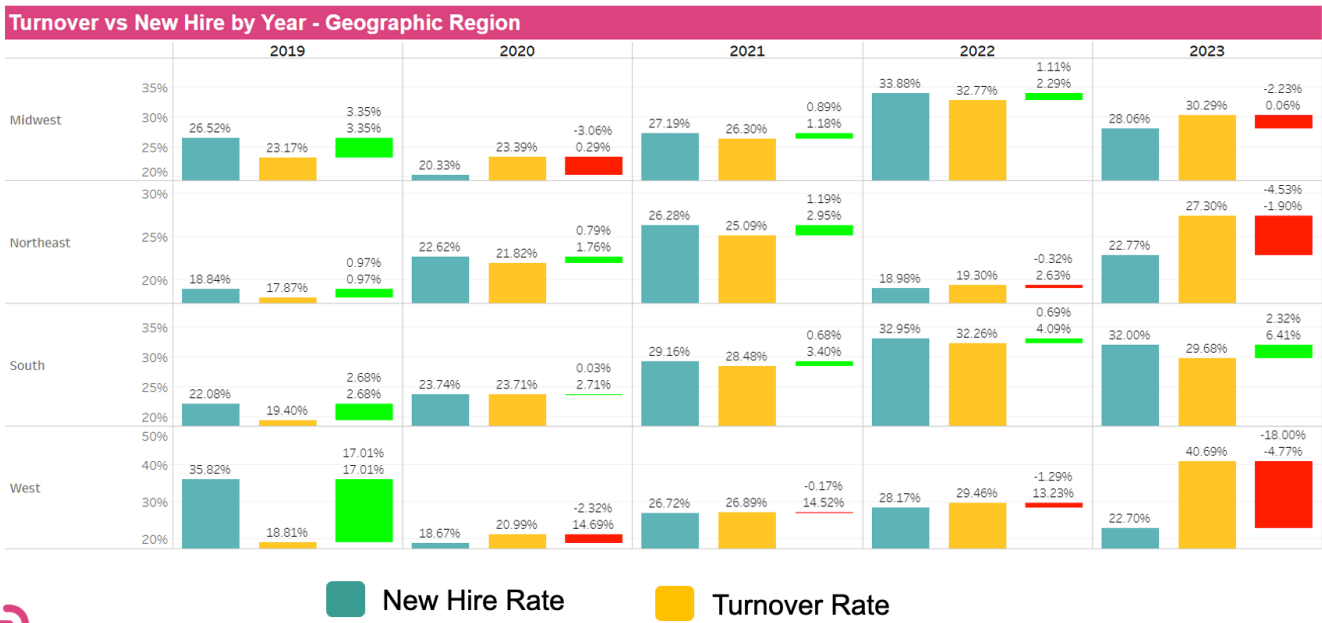 Turnover vs New Hire by Year - Geographic Region
2019 2020 2021 2022 2023
Midwest
35%
30%
25%
20%
26.52% 23.17% 3.35% 3.35%
20.33% 23.39% -3.06% 0.29%
27.19% 26.30% 0.89% 1.18%
33.88% 32.77% 1.11% 2.29%
28.06% 30.29% -2.23% 0.06%
Northeast
30%
25%
20%
18.84% 17.87% 0.97% 0.97%
22.62% 21.82% 0.79% 1.76%
26.28% 25.09% 1.19% 2.95%
18.98% 19.30% -0.32% 2.63%
22.77% 27.30% -4.53% -1.90%
South
35%
30%
25%
20%
22.08% 19.40% 2.68% 2.68%
23.74% 23.71% 0.03% 2.71%
29.16% 28.48% 0.68% 3.40%
32.95% 32.26% 0.69% 4.09%
32.00% 29.68% 2.32% 6.41%
West
50%
40%
30%
20%
35.82% 18.81% 17.01% 17.01%
18.67% 20.99% -2.32% 14.69%
26.72% 26.89% -0.17% 14.52%
28.17% 29.46% -1.29% 13.23%
22.70% 40.69% -18.00% -4.77%
New Hire Rate
Turnover Rate